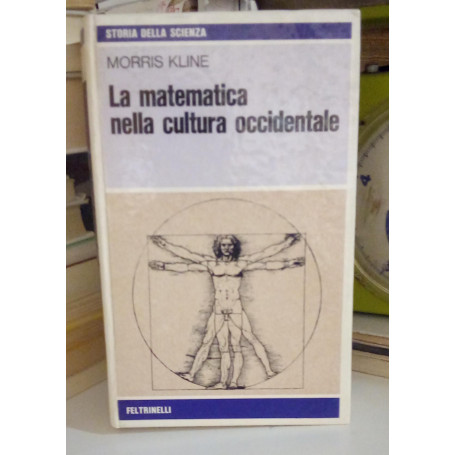 STORIA DELLA SCIENZA
MORRIS KLINE
La matematica
nella cultura occidentale
FELTRINELLI